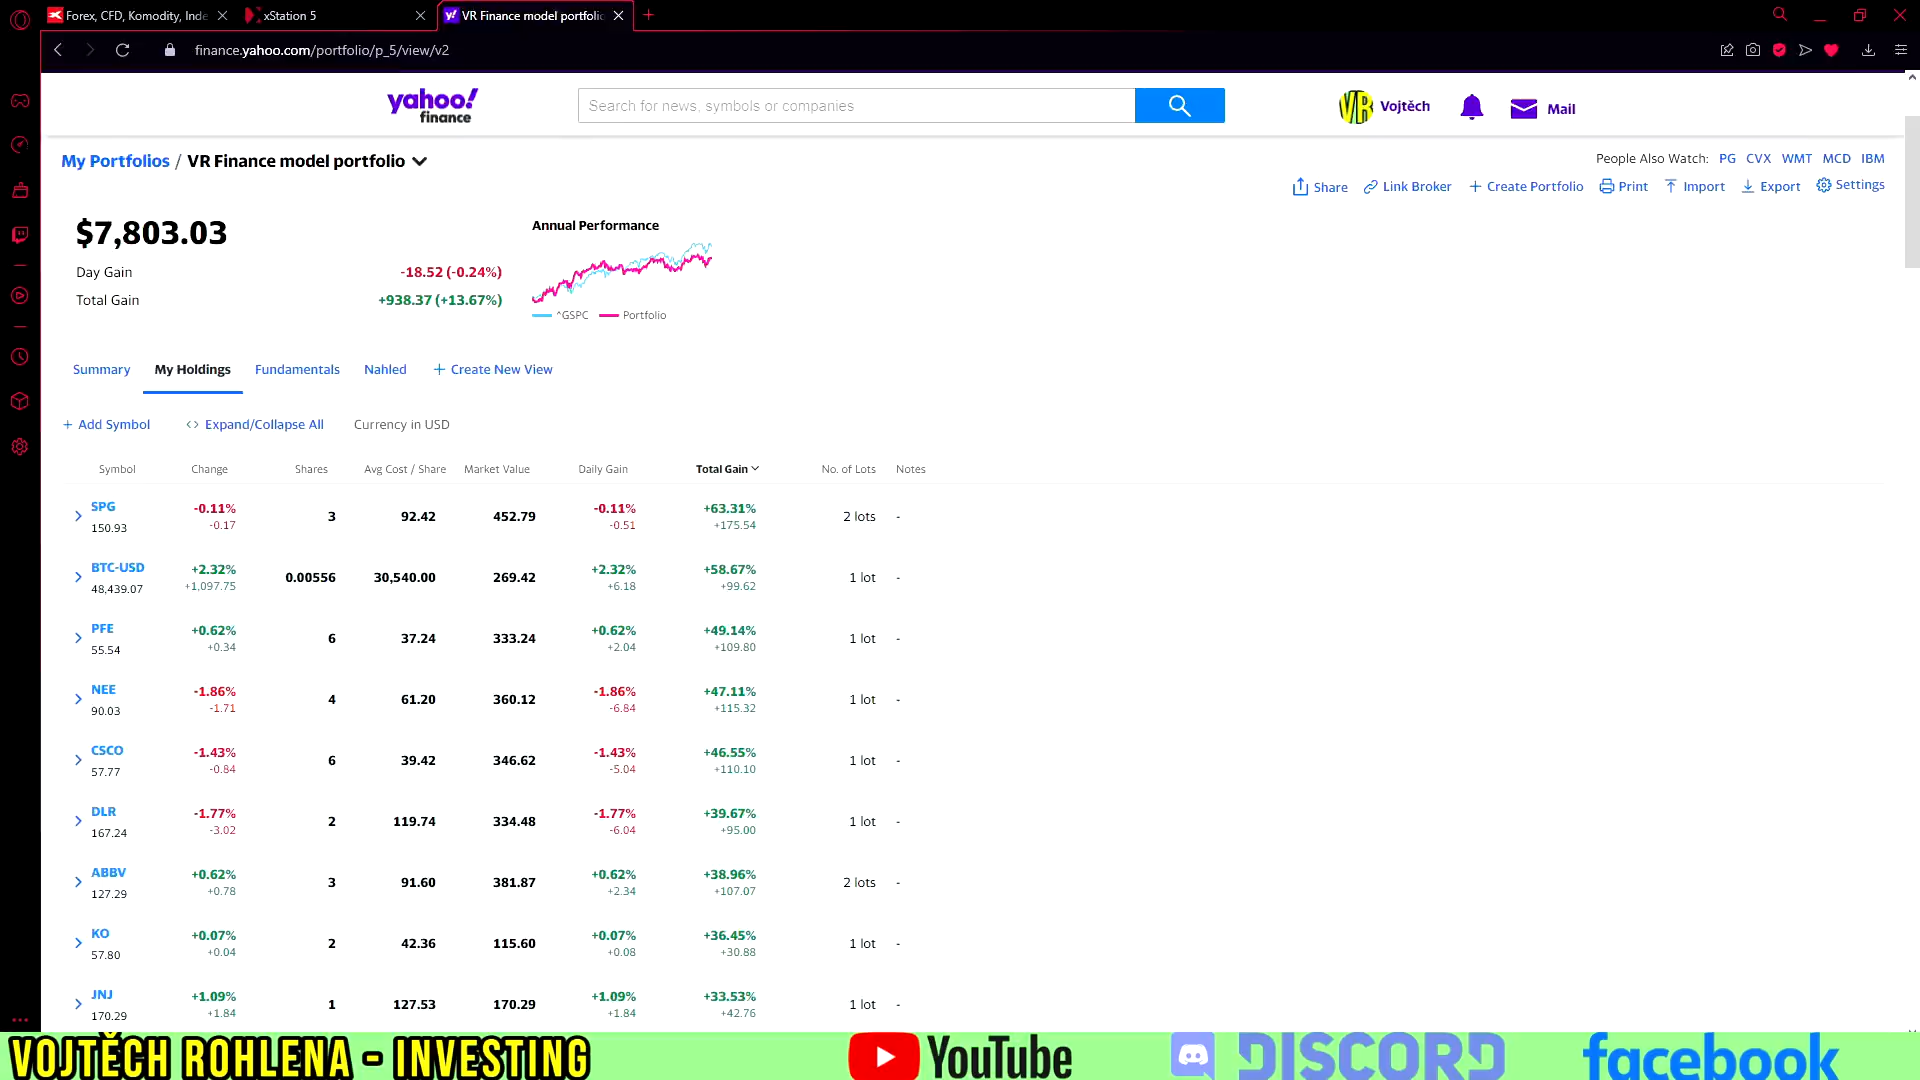 Forex, CFD, Komodity, Inde
xStation 5
VR Finance model portfolio
finance.yahoo.com/portfolio/p_5/view/v2
yahoo!
finance
Search for news, symbols or companies
VR
Vojtěch
Mail
My Portfolios / VR Finance model portfolio
People Also Watch: PG CVX WMT MCD IBM
Share
Link Broker
+ Create Portfolio
Print
Import
Export
Settings
$7,803.03
Day Gain -18.52 (-0.24%)
Total Gain +938.37 (+13.67%)
Annual Performance
^GSPC Portfolio
Summary My Holdings Fundamentals Nahled + Create New View
+ Add Symbol <> Expand/Collapse All Currency in USD
Symbol Change Shares Avg Cost / Share Market Value Daily Gain Total Gain No. of Lots Notes
SPG -0.11% 3 92.42 452.79 -0.11% +63.31% 2 lots -
150.93 -0.17 -0.51 +175.54
BTC-USD +2.32% 0.00556 30,540.00 269.42 +2.32% +58.67% 1 lot -
48,439.07 +1,097.75 +6.18 +99.62
PFE +0.62% 6 37.24 333.24 +0.62% +49.14% 1 lot -
55.54 +0.34 +2.04 +109.80
NEE -1.86% 4 61.20 360.12 -1.86% +47.11% 1 lot -
90.03 -1.71 -6.84 +115.32
CSCO -1.43% 6 39.42 346.62 -1.43% +46.55% 1 lot -
57.77 -0.84 -5.04 +110.10
DLR -1.77% 2 119.74 334.48 -1.77% +39.67% 1 lot -
167.24 -3.02 -6.04 +95.00
ABBV +0.62% 3 91.60 381.87 +0.62% +38.96% 2 lots -
127.29 +0.78 +2.34 +107.07
KO +0.07% 2 42.36 115.60 +0.07% +36.45% 1 lot -
57.80 +0.04 +0.08 +30.88
JNJ +1.09% 1 127.53 170.29 +1.09% +33.53% 1 lot -
170.29 +1.84 +1.84 +42.76
VOJTĚCH ROHLENA - INVESTING
YouTube
DISCORD
facebook